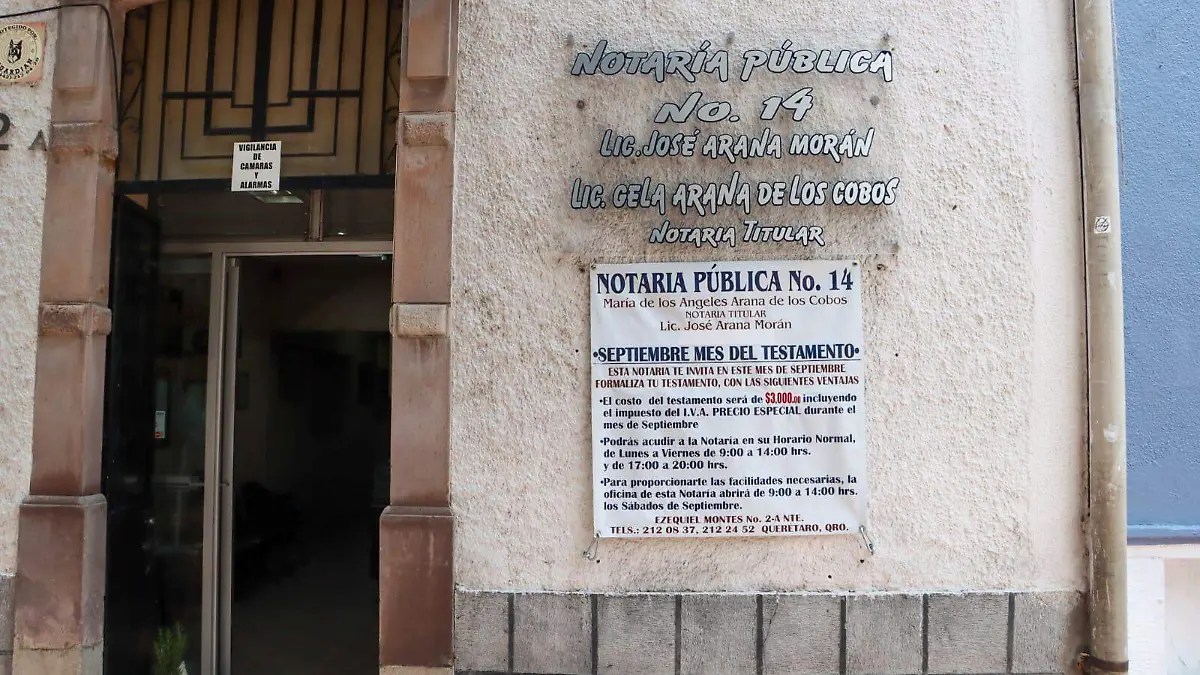 PROTEGIDO POR:
GUARDIAN
2 A
VIGILANCIA
DE
CAMARAS
Y
ALARMAS
NOTARÍA PÚBLICA
No. 14
LIC. JOSÉ ARANA MORÁN
LIC. GELA ARANA DE LOS COBOS
NOTARIA TITULAR
NOTARIA PÚBLICA No. 14
María de los Angeles Arana de los Cobos
NOTARIA TITULAR
Lic. José Arana Morán
•SEPTIEMBRE MES DEL TESTAMENTO•
ESTA NOTARIA TE INVITA EN ESTE MES DE SEPTIEMBRE
FORMALIZA TU TESTAMENTO, CON LAS SIGUIENTES VENTAJAS
•El costo del testamento será de $3,000.00 incluyendo
el impuesto del I.V.A. PRECIO ESPECIAL durante el
mes de Septiembre
•Podrás acudir a la Notaría en su Horario Normal,
de Lunes a Viernes de 9:00 a 14:00 hrs.
y de 17:00 a 20:00 hrs.
•Para proporcionarte las facilidades necesarias, la
oficina de esta Notaría abrirá de 9:00 a 14:00 hrs.
los Sábados de Septiembre.
EZEQUIEL MONTES No. 2-A NTE.
TELS.: 212 08 37, 212 24 52 QUERETARO, QRO.